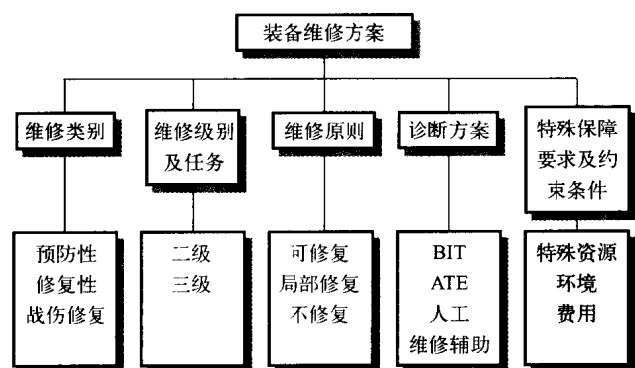 装备维修方案
维修类别
维修级别
及任务
维修原则
诊断方案
特殊保障
要求及约
束条件
预防性
修复性
战伤修复
二级
三级
可修复
局部修复
不修复
BIT
ATE
人工
维修辅助
特殊资源
环境
费用